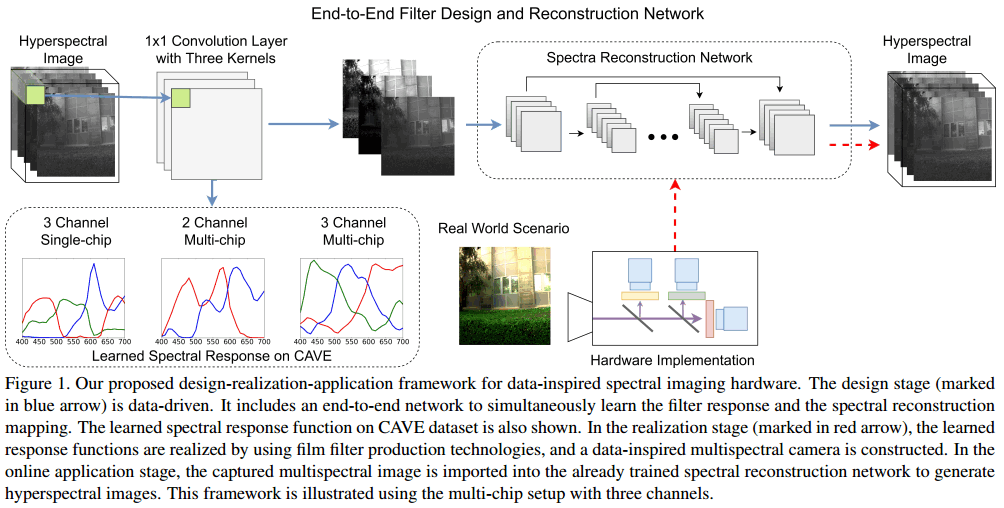 End-to-End Filter Design and Reconstruction Network
Hyperspectral
Image
1x1 Convolution Layer
with Three Kernels
Spectra Reconstruction Network
Hyperspectral
Image
3 Channel
Single-chip
2 Channel
Multi-chip
3 Channel
Multi-chip
400 450 500 550 600 650 700
400 450 500 550 600 650 700
400 450 500 550 600 650 700
Learned Spectral Response on CAVE
Real World Scenario
Hardware Implementation
Figure 1. Our proposed design-realization-application framework for data-inspired spectral imaging hardware. The design stage (marked
in blue arrow) is data-driven. It includes an end-to-end network to simultaneously learn the filter response and the spectral reconstruction
mapping. The learned spectral response function on CAVE dataset is also shown. In the realization stage (marked in red arrow), the learned
response functions are realized by using film filter production technologies, and a data-inspired multispectral camera is constructed. In the
online application stage, the captured multispectral image is imported into the already trained spectral reconstruction network to generate
hyperspectral images. This framework is illustrated using the multi-chip setup with three channels.